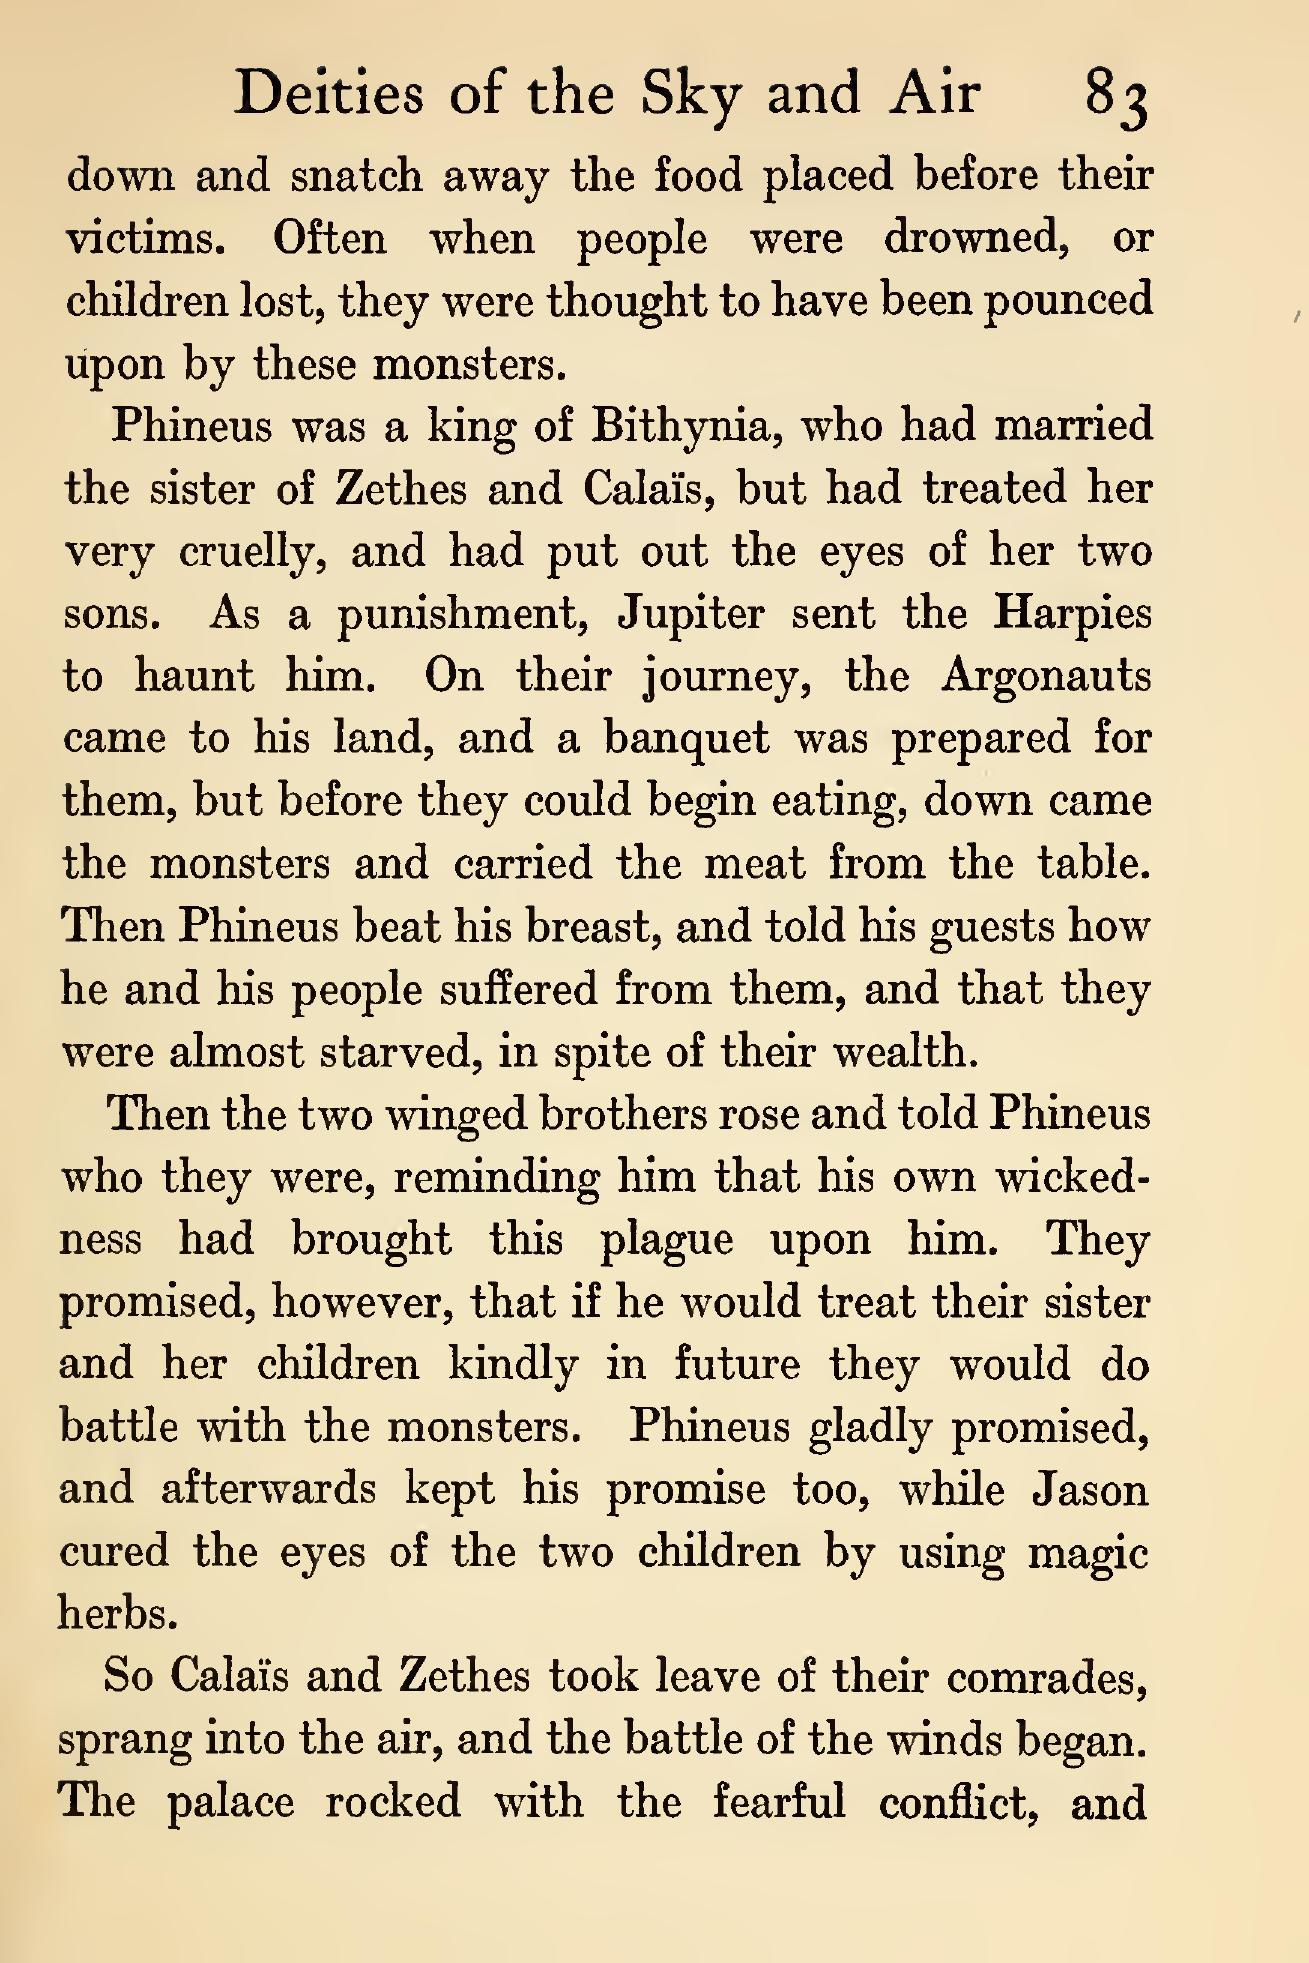 Deities of the Sky and Air 83
down and snatch away the food placed before their
victims. Often when people were drowned, or
children lost, they were thought to have been pounced
upon by these monsters.
Phineus was a king of Bithynia, who had married
the sister of Zethes and Calaïs, but had treated her
very cruelly, and had put out the eyes of her two
sons. As a punishment, Jupiter sent the Harpies
to haunt him. On their journey, the Argonauts
came to his land, and a banquet was prepared for
them, but before they could begin eating, down came
the monsters and carried the meat from the table.
Then Phineus beat his breast, and told his guests how
he and his people suffered from them, and that they
were almost starved, in spite of their wealth.
Then the two winged brothers rose and told Phineus
who they were, reminding him that his own wicked-
ness had brought this plague upon him. They
promised, however, that if he would treat their sister
and her children kindly in future they would do
battle with the monsters. Phineus gladly promised,
and afterwards kept his promise too, while Jason
cured the eyes of the two children by using magic
herbs.
So Calaïs and Zethes took leave of their comrades,
sprang into the air, and the battle of the winds began.
The palace rocked with the fearful conflict, and